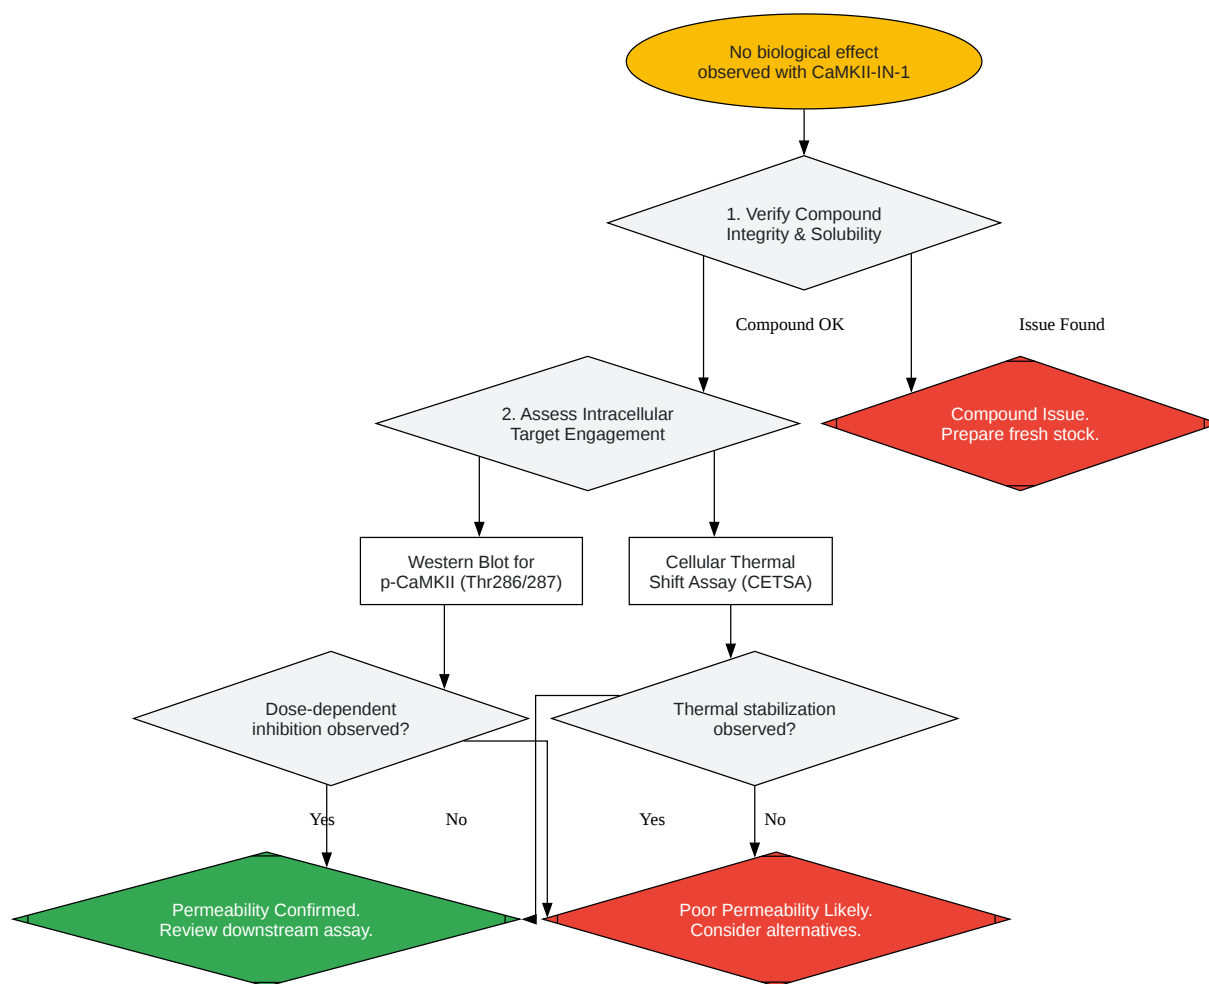 No biological effect
observed with CaMKII-IN-1
1. Verify Compound
Integrity & Solubility
Compound OK
Issue Found
2. Assess Intracellular
Target Engagement
Compound Issue.
Prepare fresh stock.
Western Blot for
p-CaMKII (Thr286/287)
Cellular Thermal
Shift Assay (CETSA)
Dose-dependent
inhibition observed?
Thermal stabilization
observed?
Yes
No
Yes
No
Permeability Confirmed.
Review downstream assay.
Poor Permeability Likely.
Consider alternatives.